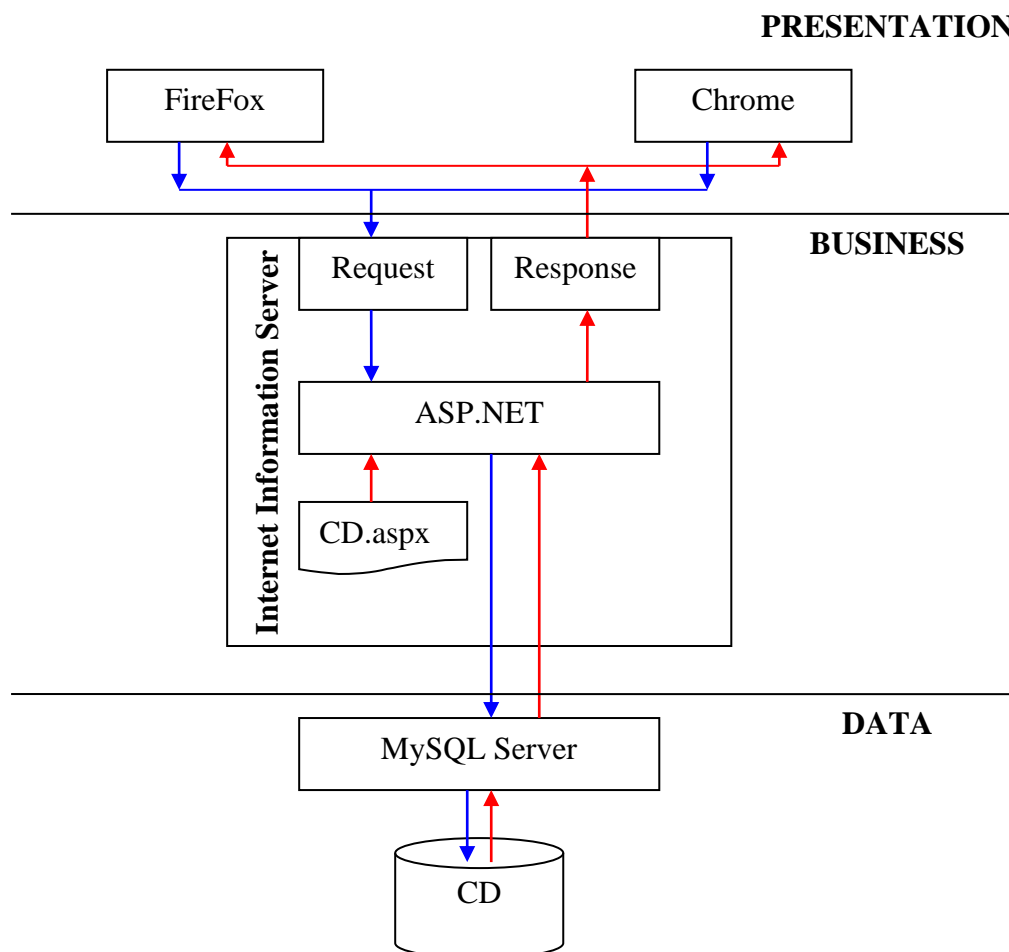 PRESENTATION
FireFox
Chrome
BUSINESS
Internet Information Server
Request
Response
ASP.NET
CD.aspx
DATA
MySQL Server
CD